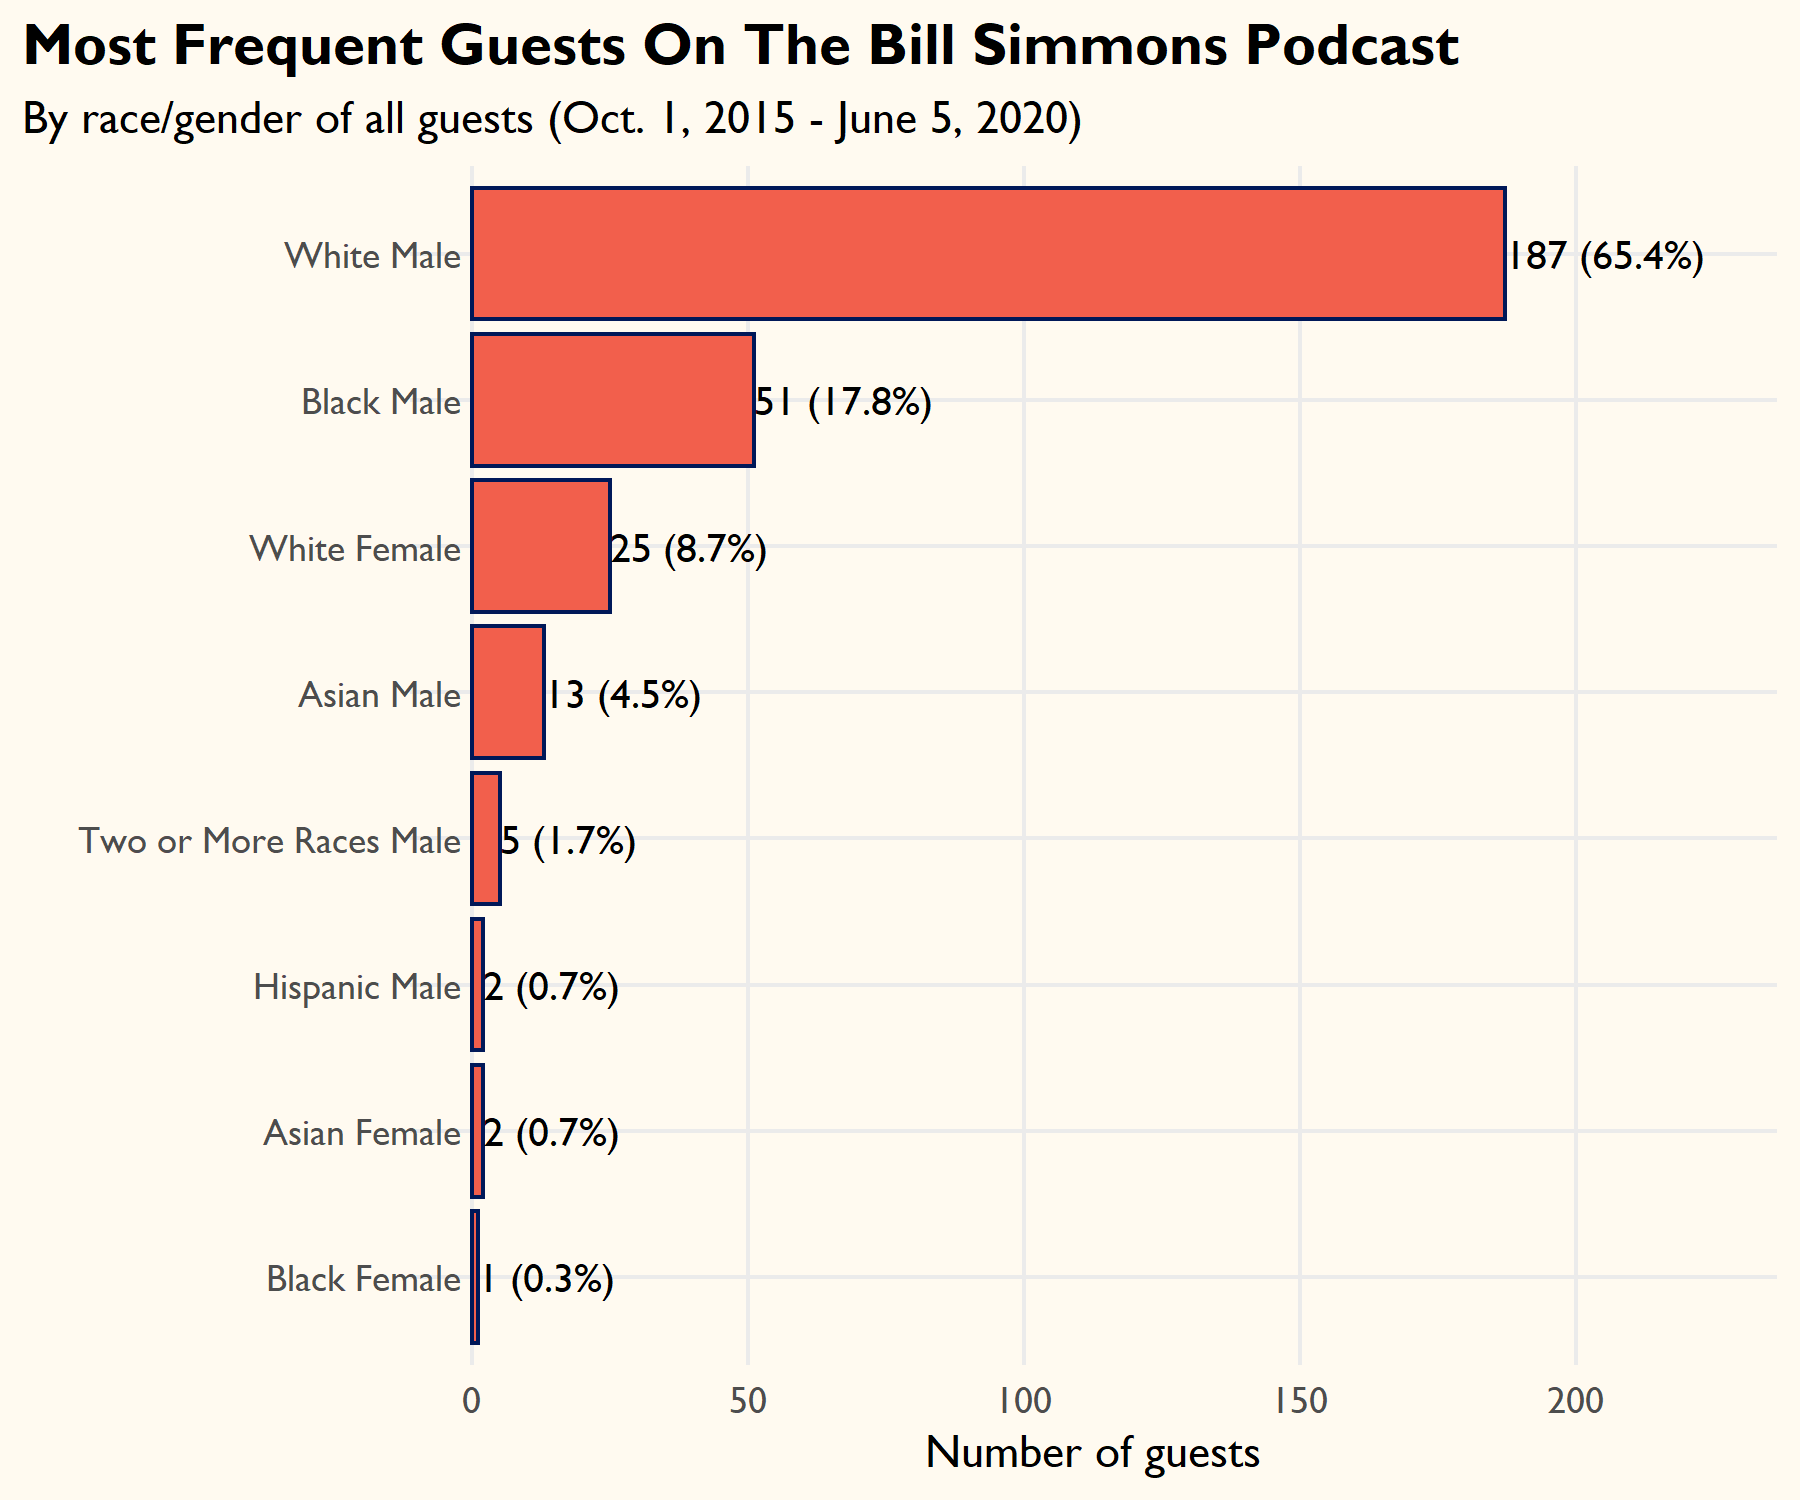 Most Frequent Guests On The Bill Simmons Podcast
By race/gender of all guests (Oct. 1, 2015 - June 5, 2020)
White Male 187 (65.4%)
Black Male 51 (17.8%)
White Female 25 (8.7%)
Asian Male 13 (4.5%)
Two or More Races Male 5 (1.7%)
Hispanic Male 2 (0.7%)
Asian Female 2 (0.7%)
Black Female 1 (0.3%)
0 50 100 150 200
Number of guests